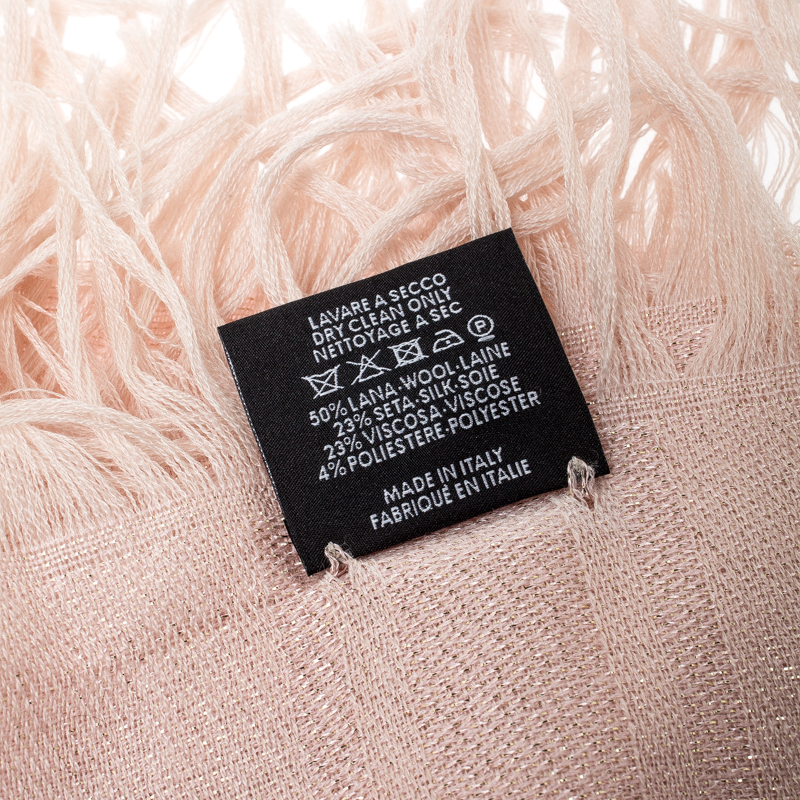 LAVARE A SECCO
DRY CLEAN ONLY
NETTOYAGE A SEC
P
50% LANA·WOOL·LAINE
23% SETA·SILK·SOIE
23% VISCOSA·VISCOSE
4% POLIESTERE·POLYESTER
MADE IN ITALY
FABRIQUÉ EN ITALIE